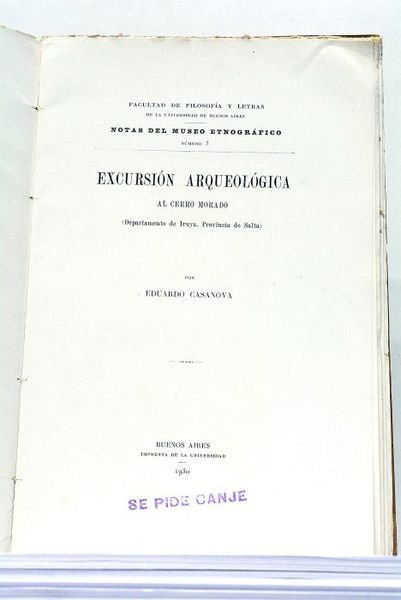 FACULTAD DE FILOSOFÍA Y LETRAS
DE LA UNIVERSIDAD DE BUENOS AIRES
NOTAS DEL MUSEO ETNOGRÁFICO
NÚMERO 3
EXCURSIÓN ARQUEOLÓGICA
AL CERRO MORADO
(Departamento de Iruya. Provincia de Salta)
POR
EDUARDO CASANOVA
BUENOS AIRES
IMPRENTA DE LA UNIVERSIDAD
1930
SE PIDE CANJE